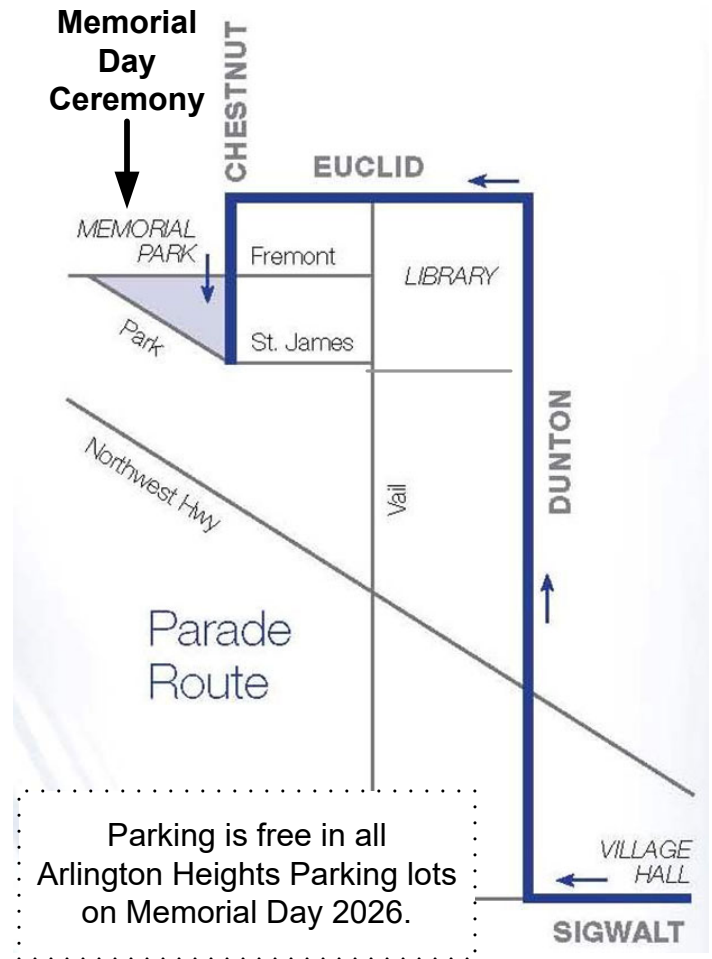 Memorial
Day
Ceremony
CHESTNUT
EUCLID
MEMORIAL
PARK
Fremont
LIBRARY
Park
St. James
DUNTON
Northwest Hwy
Vail
Parade
Route
Parking is free in all
Arlington Heights Parking lots
on Memorial Day 2026.
VILLAGE
HALL
SIGWALT